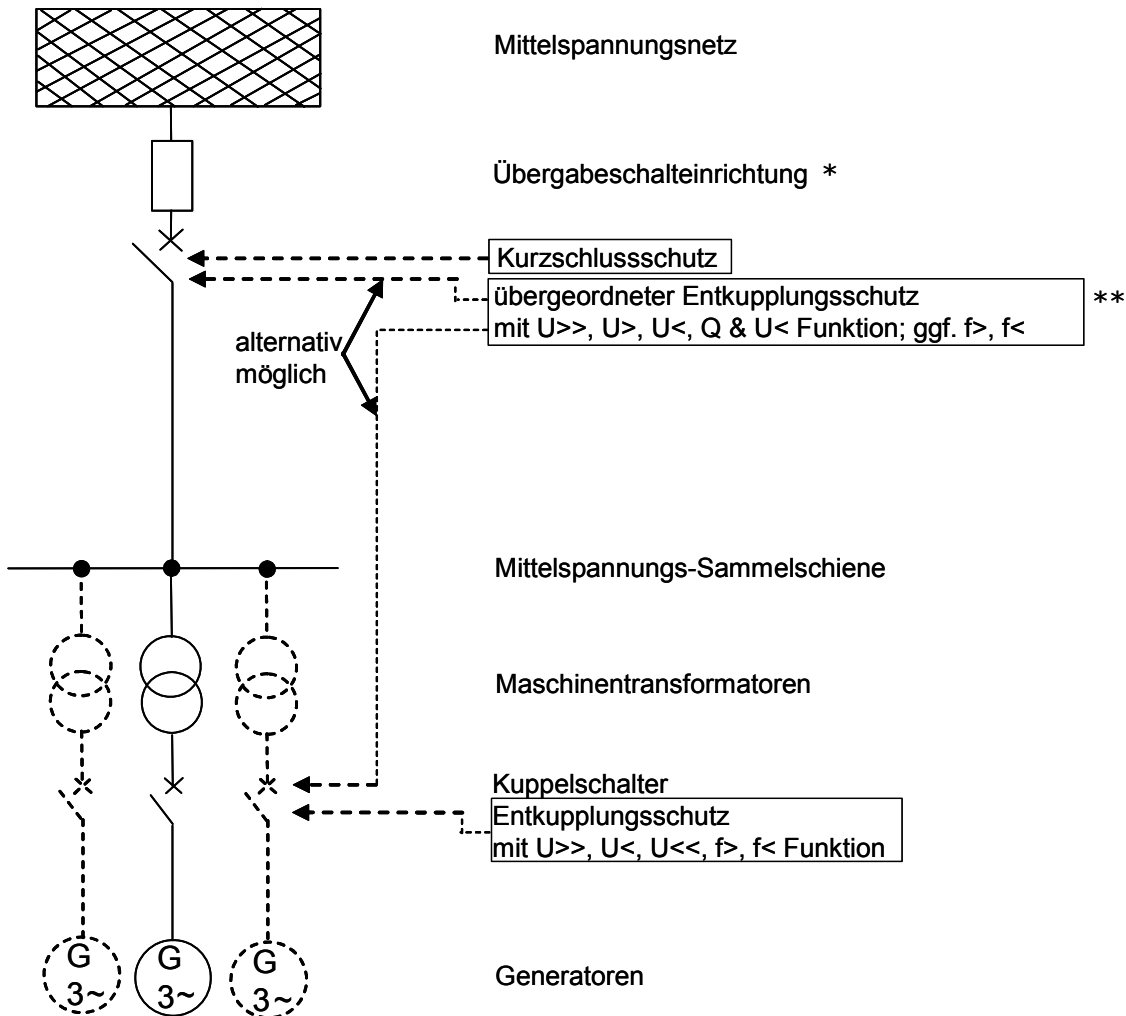 Mittelspannungsnetz
Übergabeschalteinrichtung *
Kurzschlussschutz
übergeordneter Entkupplungsschutz **
mit U>>, U>, U<, Q & U< Funktion; ggf. f>, f<
alternativ
möglich
Mittelspannungs-Sammelschiene
Maschinentransformatoren
Kuppelschalter
Entkupplungsschutz
mit U>>, U<, U<<, f>, f< Funktion
G G G
3~ 3~ 3~
Generatoren